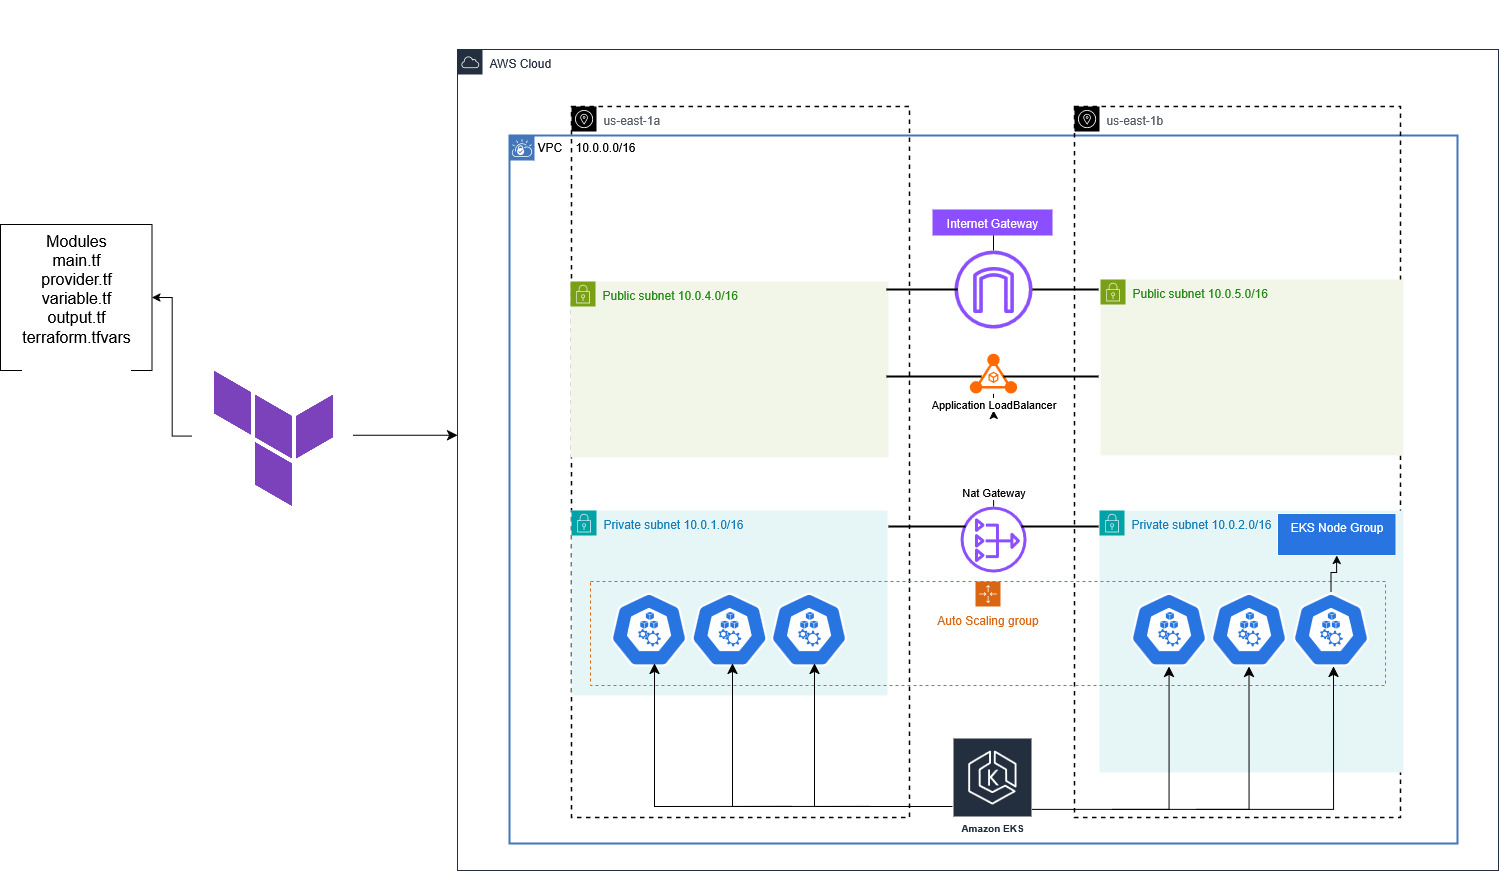 AWS Cloud
us-east-1a
us-east-1b
VPC
10.0.0.0/16
Modules
main.tf
provider.tf
variable.tf
output.tf
terraform.tfvars
Internet Gateway
Public subnet 10.0.4.0/16
Public subnet 10.0.5.0/16
Application LoadBalancer
Nat Gateway
Private subnet 10.0.1.0/16
Private subnet 10.0.2.0/16
EKS Node Group
Auto Scaling group
K
Amazon EKS